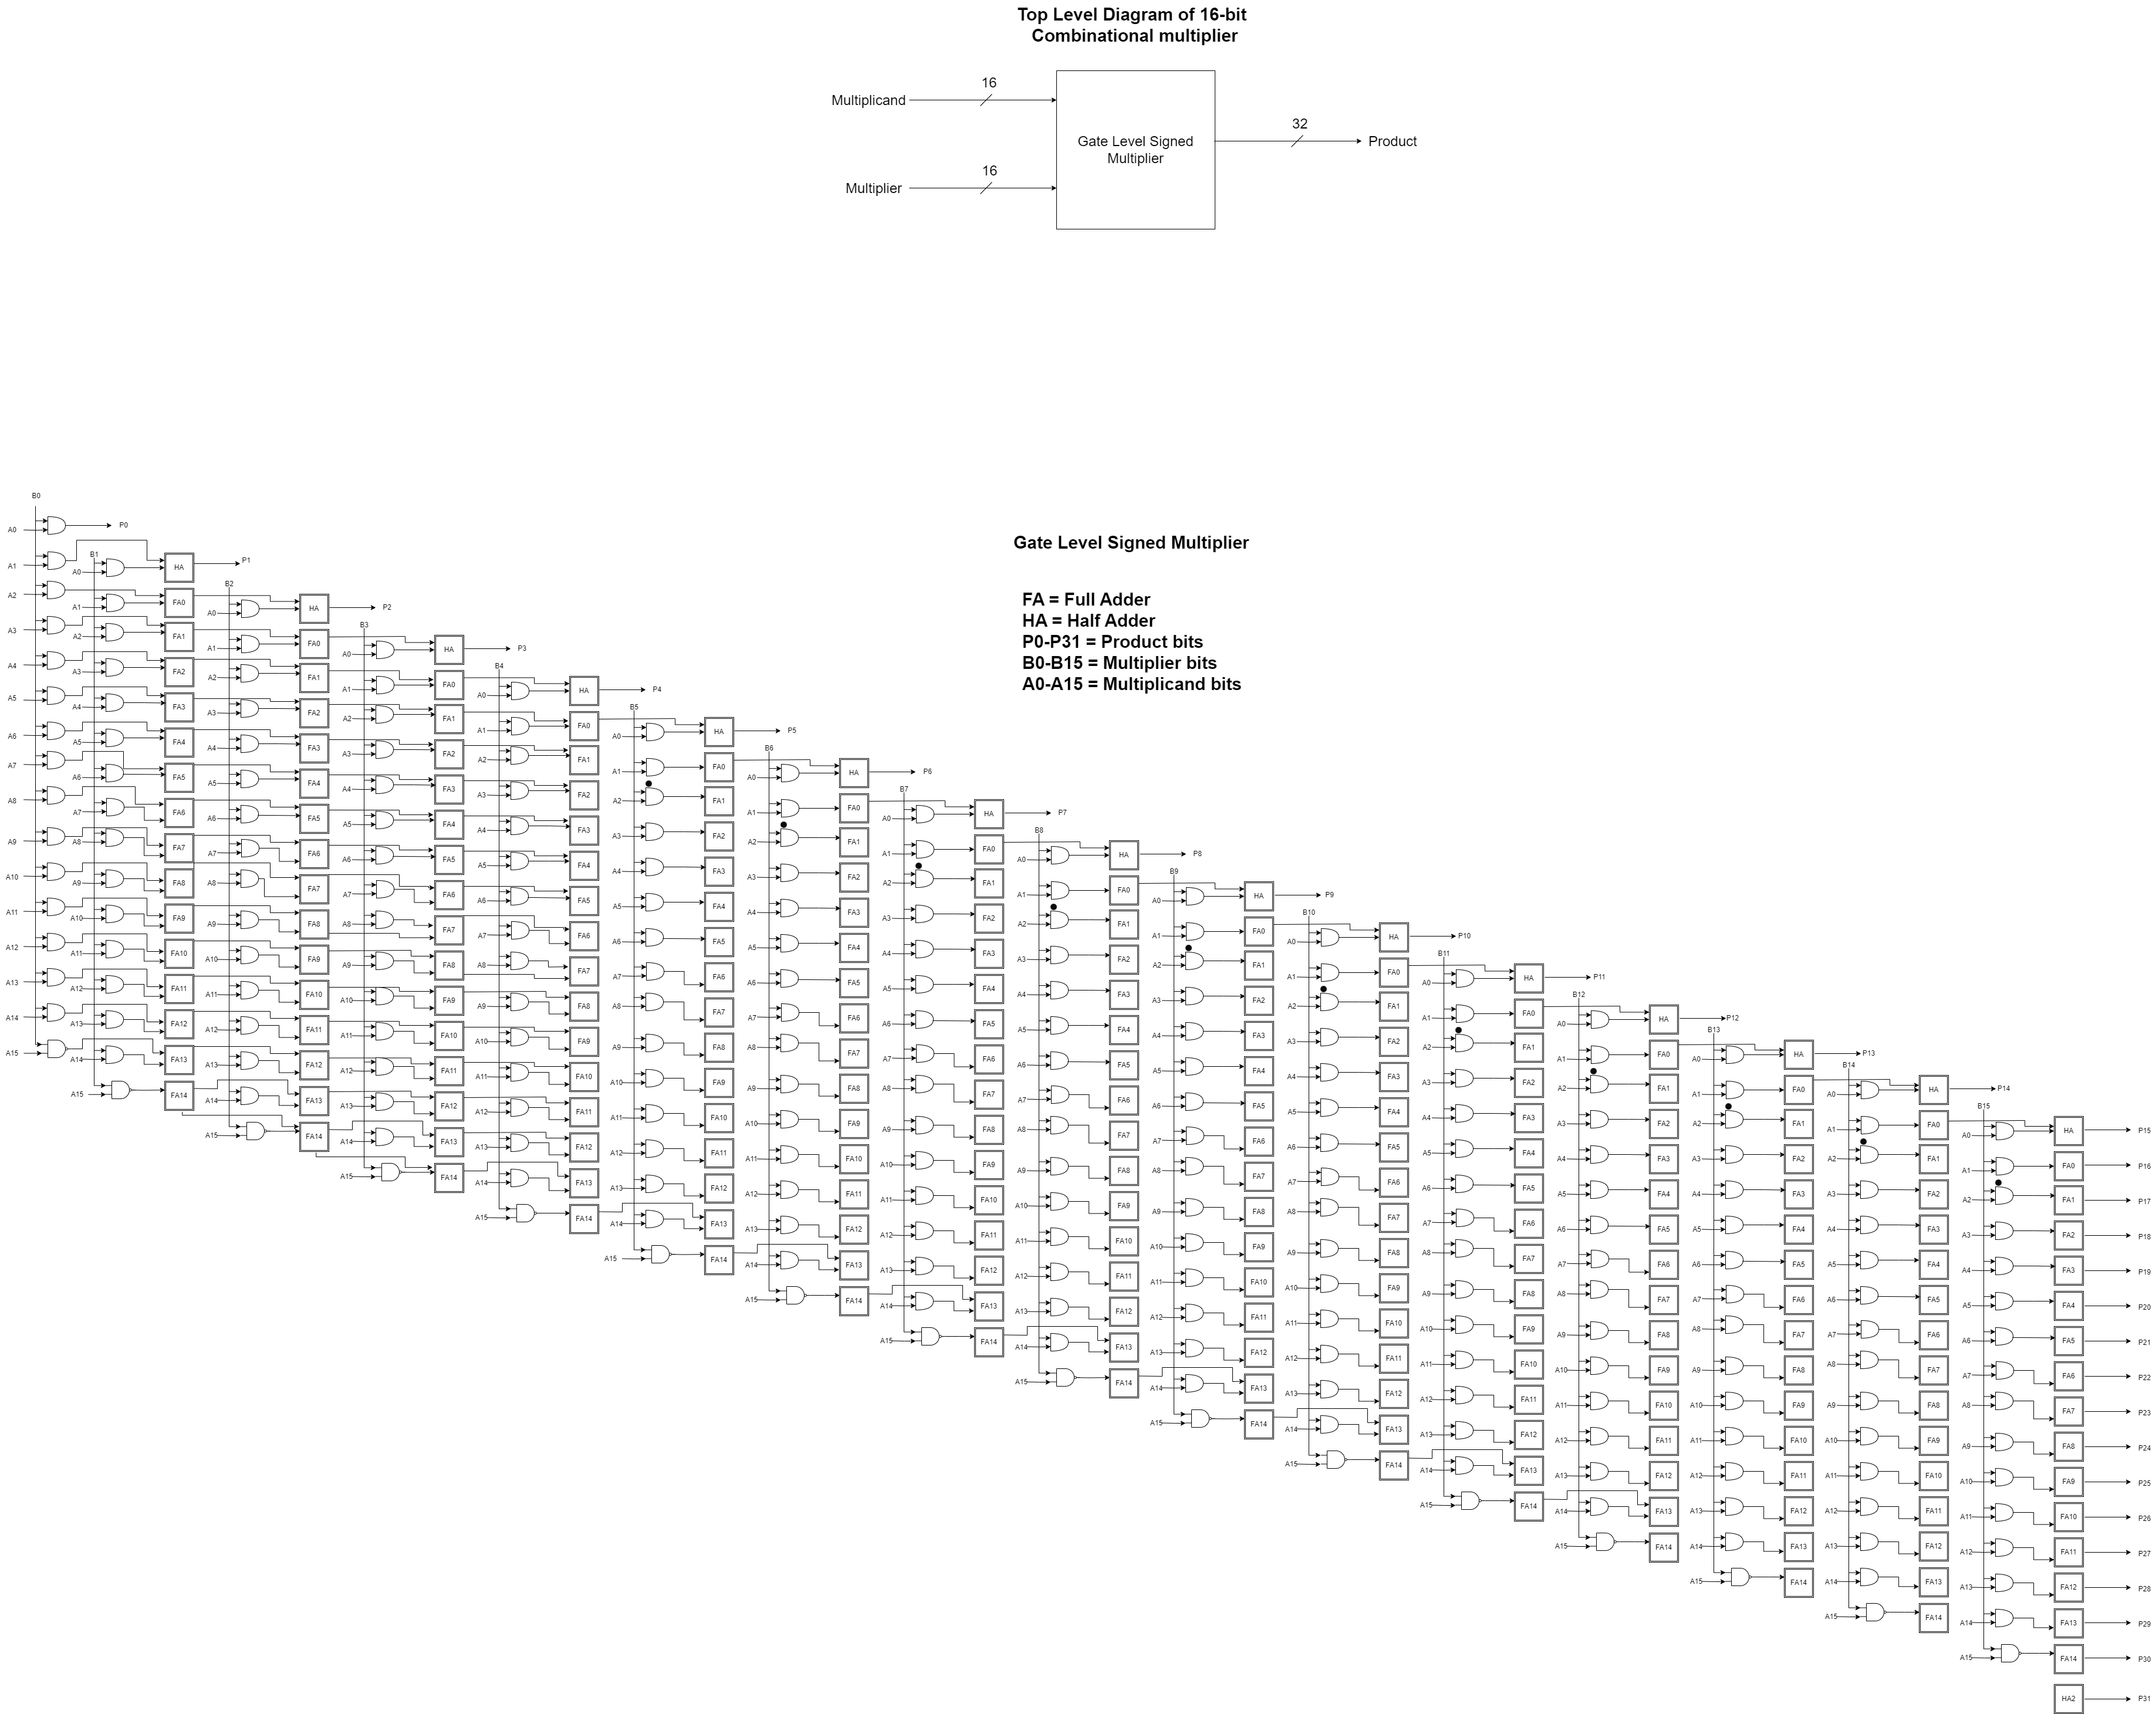 Top Level Diagram of 16-bit
Combinational multiplier
16
Multiplicand
32
Gate Level Signed
Multiplier
Product
16
Multiplier
Gate Level Signed Multiplier
FA = Full Adder
HA = Half Adder
P0-P31 = Product bits
B0-B15 = Multiplier bits
A0-A15 = Multiplicand bits
B0
A0 P0
A1
A2
A3
A4
A5
A6
A7
A8
A9
A10
A11
A12
A13
A14
A15
B1
A0 HA P1
A1 FA0
A2 FA1
A3 FA2
A4 FA3
A5 FA4
A6 FA5
A7 FA6
A8 FA7
A9 FA8
A10 FA9
A11 FA10
A12 FA11
A13 FA12
A14 FA13
A15 FA14
B2
A0 HA P2
A1 FA0
A2 FA1
A3 FA2
A4 FA3
A5 FA4
A6 FA5
A7 FA6
A8 FA7
A9 FA8
A10 FA9
A11 FA10
A12 FA11
A13 FA12
A14 FA13
A15 FA14
B3
A0 HA P3
A1 FA0
A2 FA1
A3 FA2
A4 FA3
A5 FA4
A6 FA5
A7 FA6
A8 FA7
A9 FA8
A10 FA9
A11 FA10
A12 FA11
A13 FA12
A14 FA13
A15 FA14
B4
A0 HA P4
A1 FA0
A2 FA1
A3 FA2
A4 FA3
A5 FA4
A6 FA5
A7 FA6
A8 FA7
A9 FA8
A10 FA9
A11 FA10
A12 FA11
A13 FA12
A14 FA13
A15 FA14
B5
A0 HA P5
A1 FA0
A2 FA1
A3 FA2
A4 FA3
A5 FA4
A6 FA5
A7 FA6
A8 FA7
A9 FA8
A10 FA9
A11 FA10
A12 FA11
A13 FA12
A14 FA13
A15 FA14
B6
A0 HA P6
A1 FA0
A2 FA1
A3 FA2
A4 FA3
A5 FA4
A6 FA5
A7 FA6
A8 FA7
A9 FA8
A10 FA9
A11 FA10
A12 FA11
A13 FA12
A14 FA13
A15 FA14
B7
A0 HA P7
A1 FA0
A2 FA1
A3 FA2
A4 FA3
A5 FA4
A6 FA5
A7 FA6
A8 FA7
A9 FA8
A10 FA9
A11 FA10
A12 FA11
A13 FA12
A14 FA13
A15 FA14
B8
A0 HA P8
A1 FA0
A2 FA1
A3 FA2
A4 FA3
A5 FA4
A6 FA5
A7 FA6
A8 FA7
A9 FA8
A10 FA9
A11 FA10
A12 FA11
A13 FA12
A14 FA13
A15 FA14
B9
A0 HA P9
A1 FA0
A2 FA1
A3 FA2
A4 FA3
A5 FA4
A6 FA5
A7 FA6
A8 FA7
A9 FA8
A10 FA9
A11 FA10
A12 FA11
A13 FA12
A14 FA13
A15 FA14
B10
A0 HA P10
A1 FA0
A2 FA1
A3 FA2
A4 FA3
A5 FA4
A6 FA5
A7 FA6
A8 FA7
A9 FA8
A10 FA9
A11 FA10
A12 FA11
A13 FA12
A14 FA13
A15 FA14
B11
A0 HA P11
A1 FA0
A2 FA1
A3 FA2
A4 FA3
A5 FA4
A6 FA5
A7 FA6
A8 FA7
A9 FA8
A10 FA9
A11 FA10
A12 FA11
A13 FA12
A14 FA13
A15 FA14
B12
A0 HA P12
A1 FA0
A2 FA1
A3 FA2
A4 FA3
A5 FA4
A6 FA5
A7 FA6
A8 FA7
A9 FA8
A10 FA9
A11 FA10
A12 FA11
A13 FA12
A14 FA13
A15 FA14
B13
A0 HA P13
A1 FA0
A2 FA1
A3 FA2
A4 FA3
A5 FA4
A6 FA5
A7 FA6
A8 FA7
A9 FA8
A10 FA9
A11 FA10
A12 FA11
A13 FA12
A14 FA13
A15 FA14
B14
A0 HA P14
A1 FA0
A2 FA1
A3 FA2
A4 FA3
A5 FA4
A6 FA5
A7 FA6
A8 FA7
A9 FA8
A10 FA9
A11 FA10
A12 FA11
A13 FA12
A14 FA13
A15 FA14
B15
A0 HA P15
A1 FA0 P16
A2 FA1 P17
A3 FA2 P18
A4 FA3 P19
A5 FA4 P20
A6 FA5 P21
A7 FA6 P22
A8 FA7 P23
A9 FA8 P24
A10 FA9 P25
A11 FA10 P26
A12 FA11 P27
A13 FA12 P28
A14 FA13 P29
A15 FA14 P30
HA2 P31